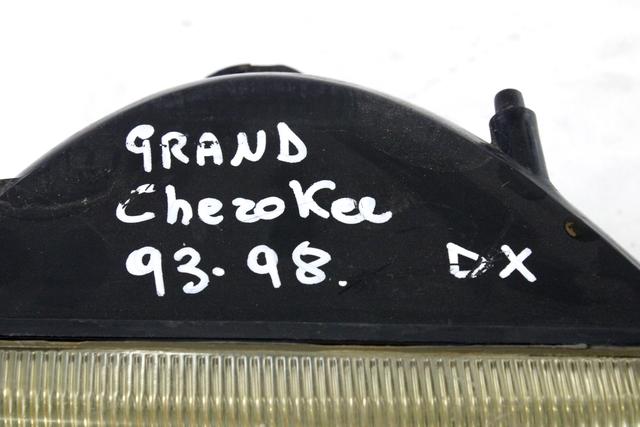 GRAND
Cherokee
93-98. DX